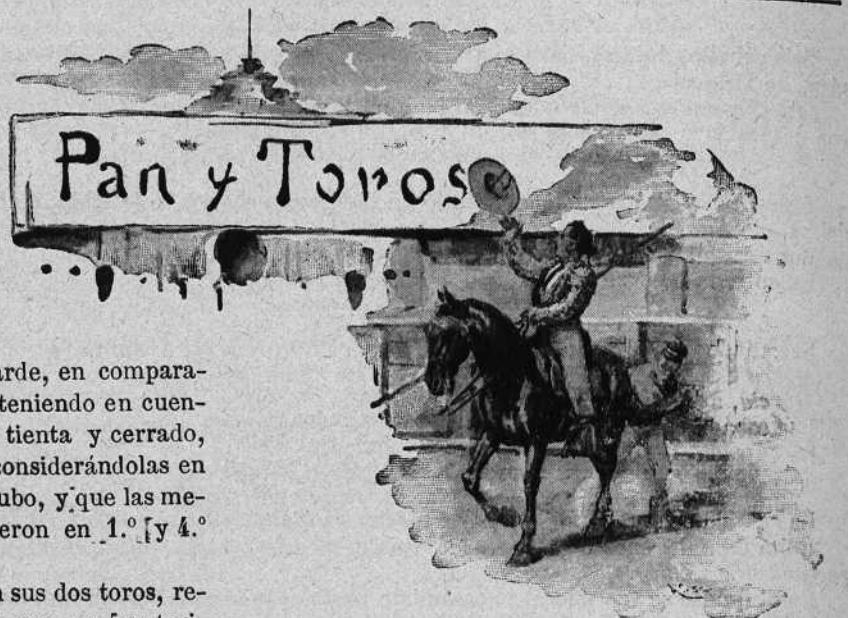 Pan y Toros
arde, en compara-
teniendo en cuen-
tienta y cerrado,
considerándolas en
ubo, y que las me-
eron en 1.º [y 4.º
sus dos toros, re-